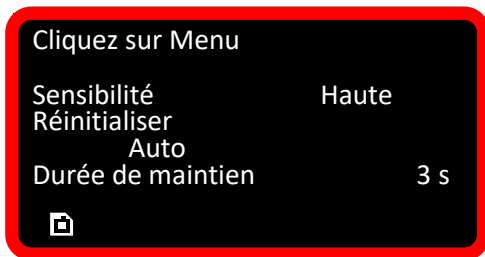 Cliquez sur Menu
Sensibilité Haute
Réinitialiser
Auto
Durée de maintien 3 s